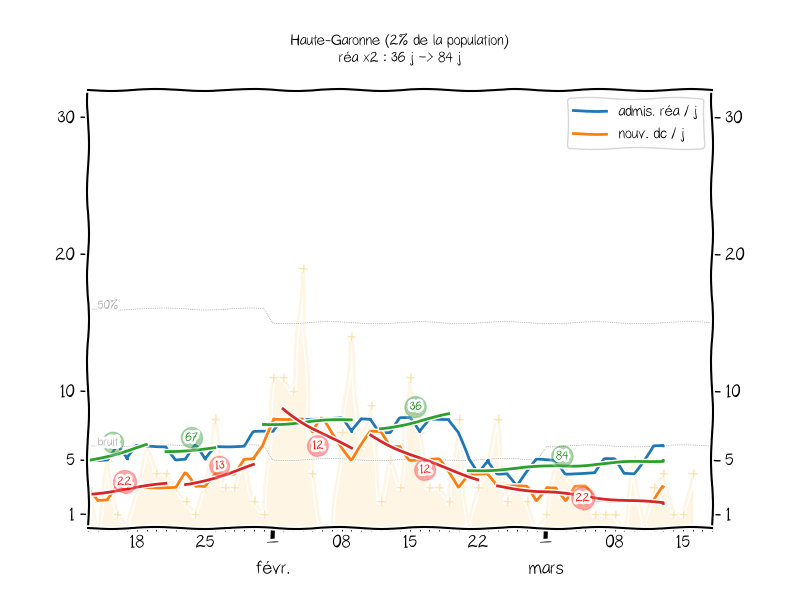 Haute-Garonne (2% de la population)
réa x2 : 36 j -> 84 j
admis. réa / j
nouv. dc / j
30 30
20 20
50%
10 10
bruit
5 5
1 1
67
36
84
22
13
12
12
22
18 25 1 08 15 22 1 08 15
févr. mars